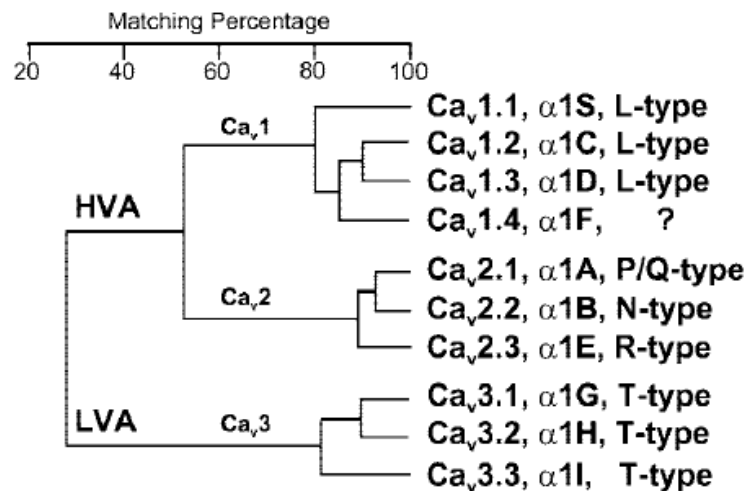 Matching Percentage
20 40 60 80 100
Caᵥ1.1, α1S, L-type
Caᵥ1
Caᵥ1.2, α1C, L-type
Caᵥ1.3, α1D, L-type
HVA
Caᵥ1.4, α1F, ?
Caᵥ2.1, α1A, P/Q-type
Caᵥ2
Caᵥ2.2, α1B, N-type
Caᵥ2.3, α1E, R-type
Caᵥ3.1, α1G, T-type
LVA
Caᵥ3
Caᵥ3.2, α1H, T-type
Caᵥ3.3, α1I, T-type